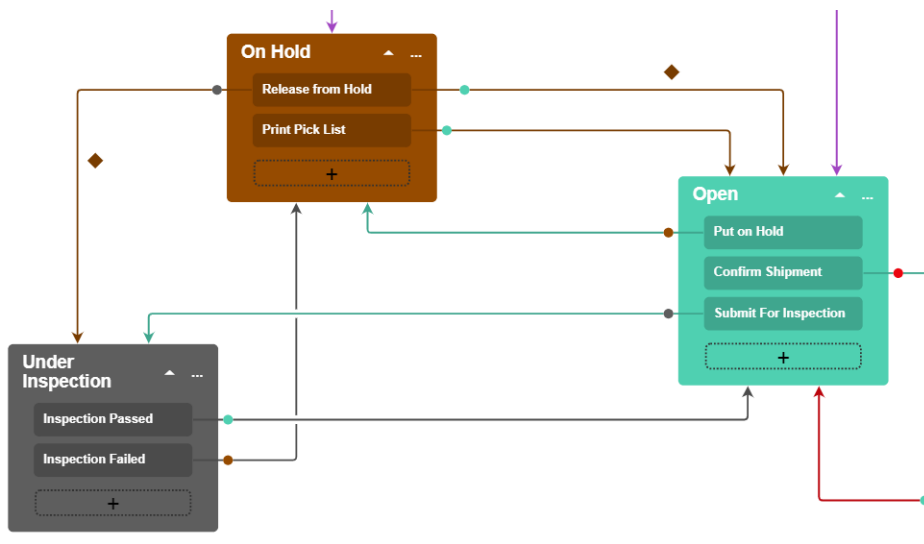 On Hold
...
Release from Hold
Print Pick List
+
Open
...
Put on Hold
Confirm Shipment
Submit For Inspection
+
Under
Inspection
...
Inspection Passed
Inspection Failed
+